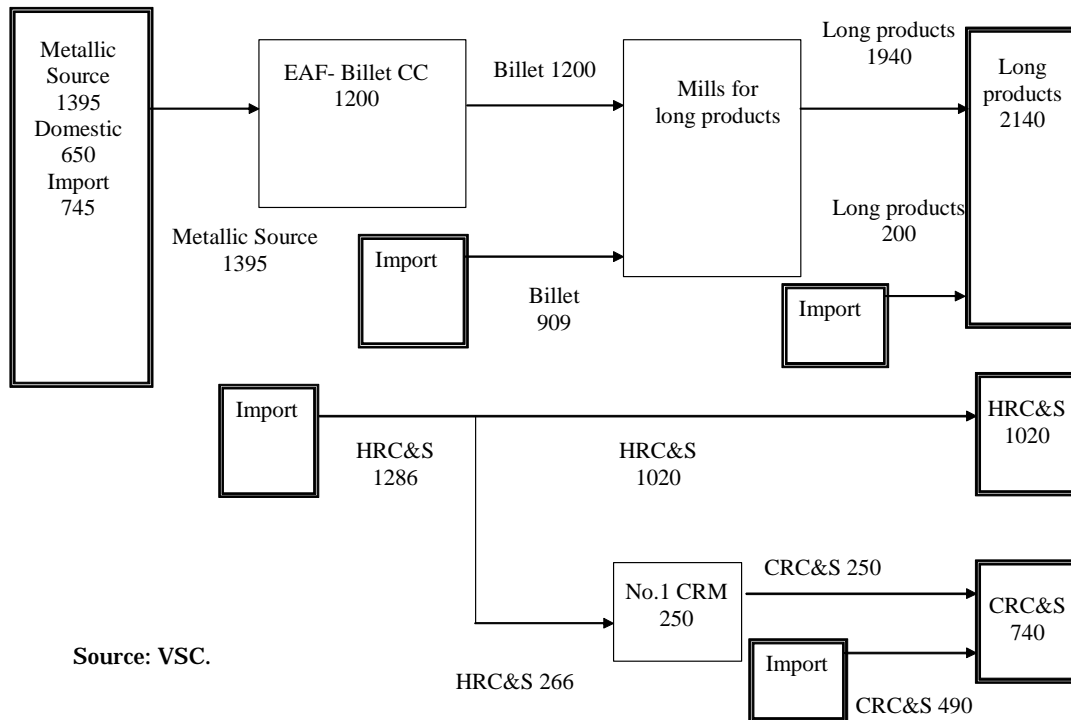 Metallic
Source
1395
Domestic
650
Import
745
Metallic Source
1395
EAF- Billet CC
1200
Billet 1200
Import
Billet
909
Mills for
long products
Long products
1940
Long products
200
Import
Long
products
2140
Import
HRC&S
1286
HRC&S
1020
HRC&S
1020
HRC&S 266
No.1 CRM
250
CRC&S 250
Import
CRC&S 490
CRC&S
740
Source: VSC.